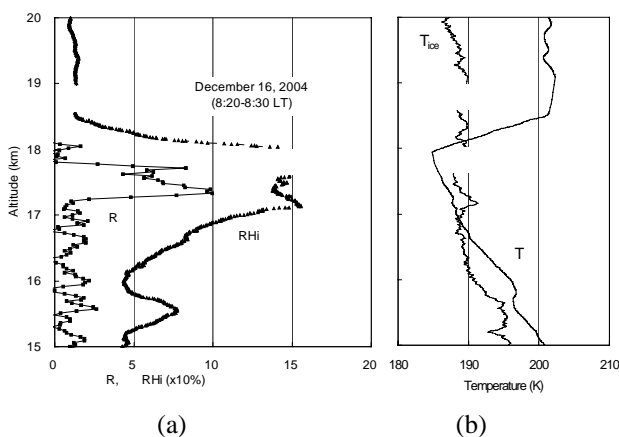 20
19
18
17
16
15
Altitude (km)
December 16, 2004
(8:20-8:30 LT)
R
RHi
0
5
10
15
20
R, RHi (x10%)
(a)
Tice
T
180
190
200
210
Temperature (K)
(b)